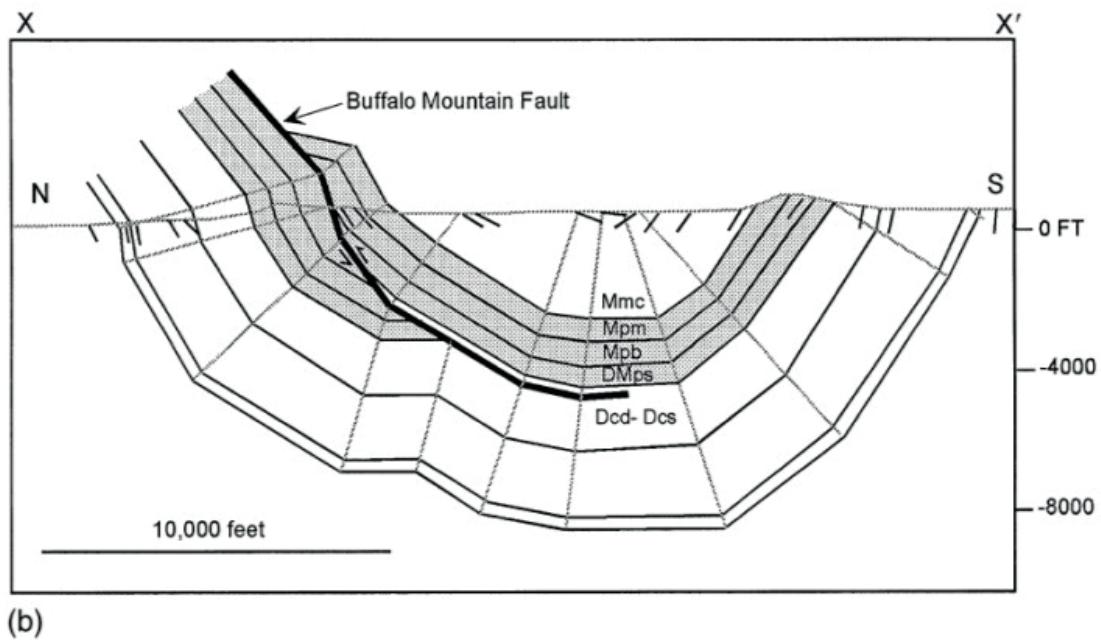 X
X′
Buffalo Mountain Fault
N
S
0 FT
Mmc
Mpm
Mpb
DMps
-4000
Dcd- Dcs
-8000
10,000 feet
(b)